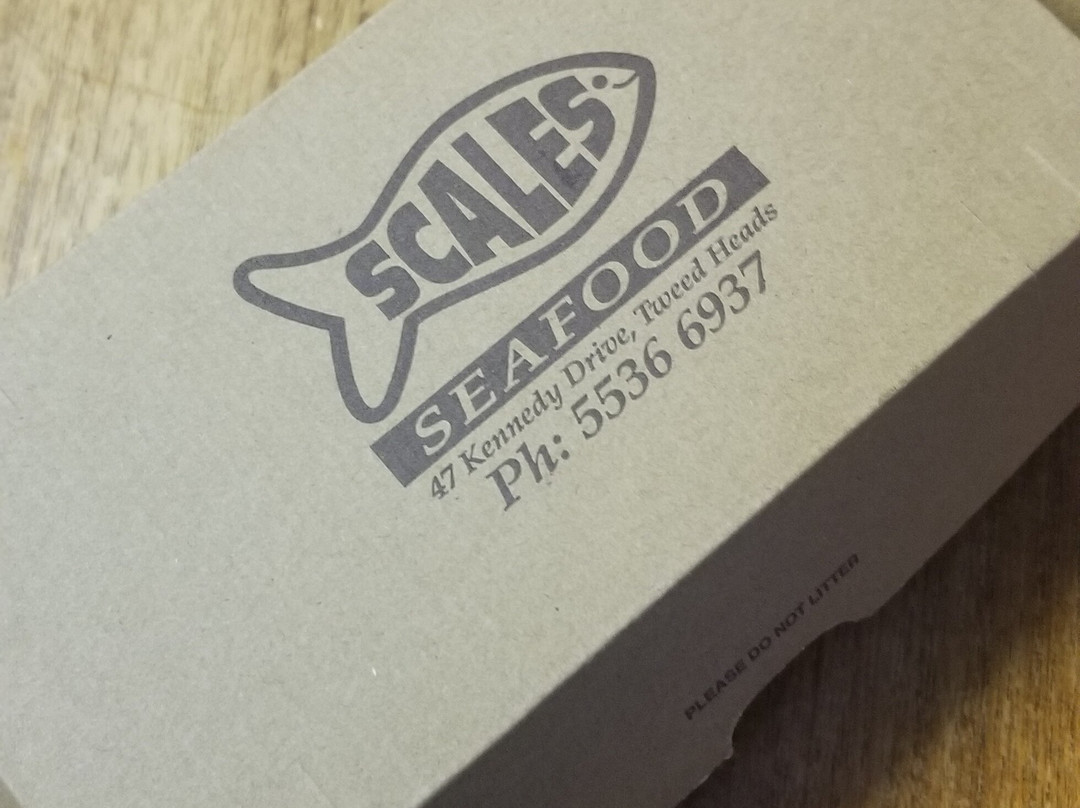 SCALES
SEAFOOD
47 Kennedy Drive, Tweed Heads
Ph: 5536 6937
PLEASE DO NOT LITTER